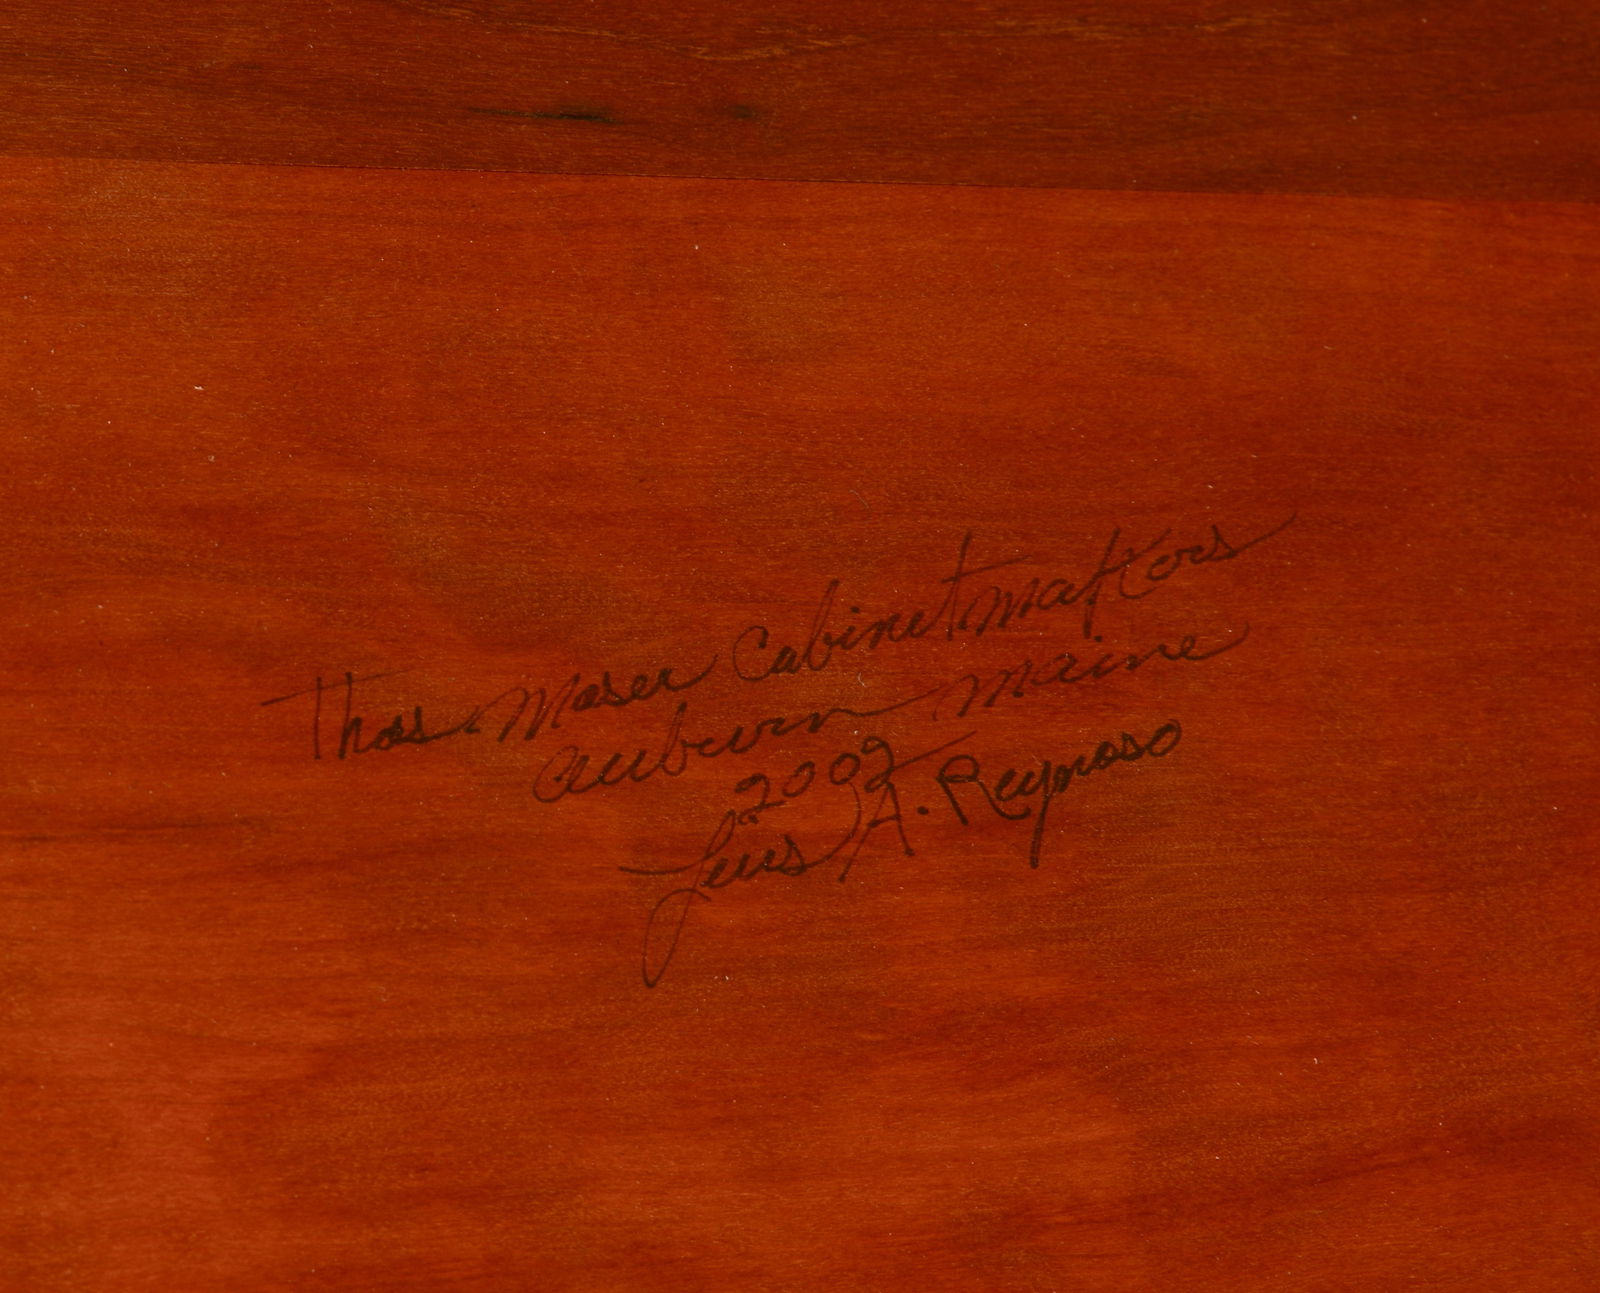 Thos Moser Cabinetmakers
Auburn Maine
2002
Luis A. Reynoso